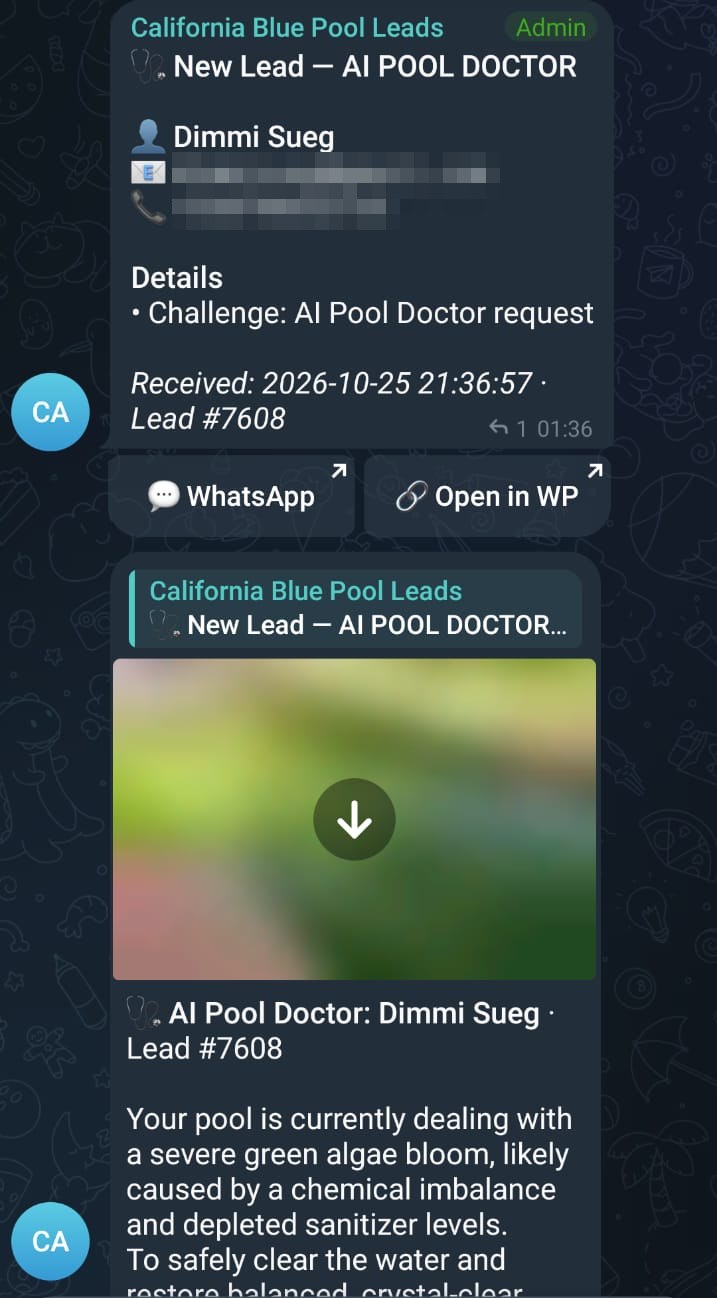 California Blue Pool Leads Admin
New Lead — AI POOL DOCTOR
Dimmi Sueg
Details
• Challenge: AI Pool Doctor request
Received: 2026-10-25 21:36:57 ·
Lead #7608
1 01:36
CA
WhatsApp
Open in WP
California Blue Pool Leads
New Lead — AI POOL DOCTOR...
AI Pool Doctor: Dimmi Sueg ·
Lead #7608
Your pool is currently dealing with
a severe green algae bloom, likely
caused by a chemical imbalance
and depleted sanitizer levels.
CA
To safely clear the water and
restore balanced, crystal-clear